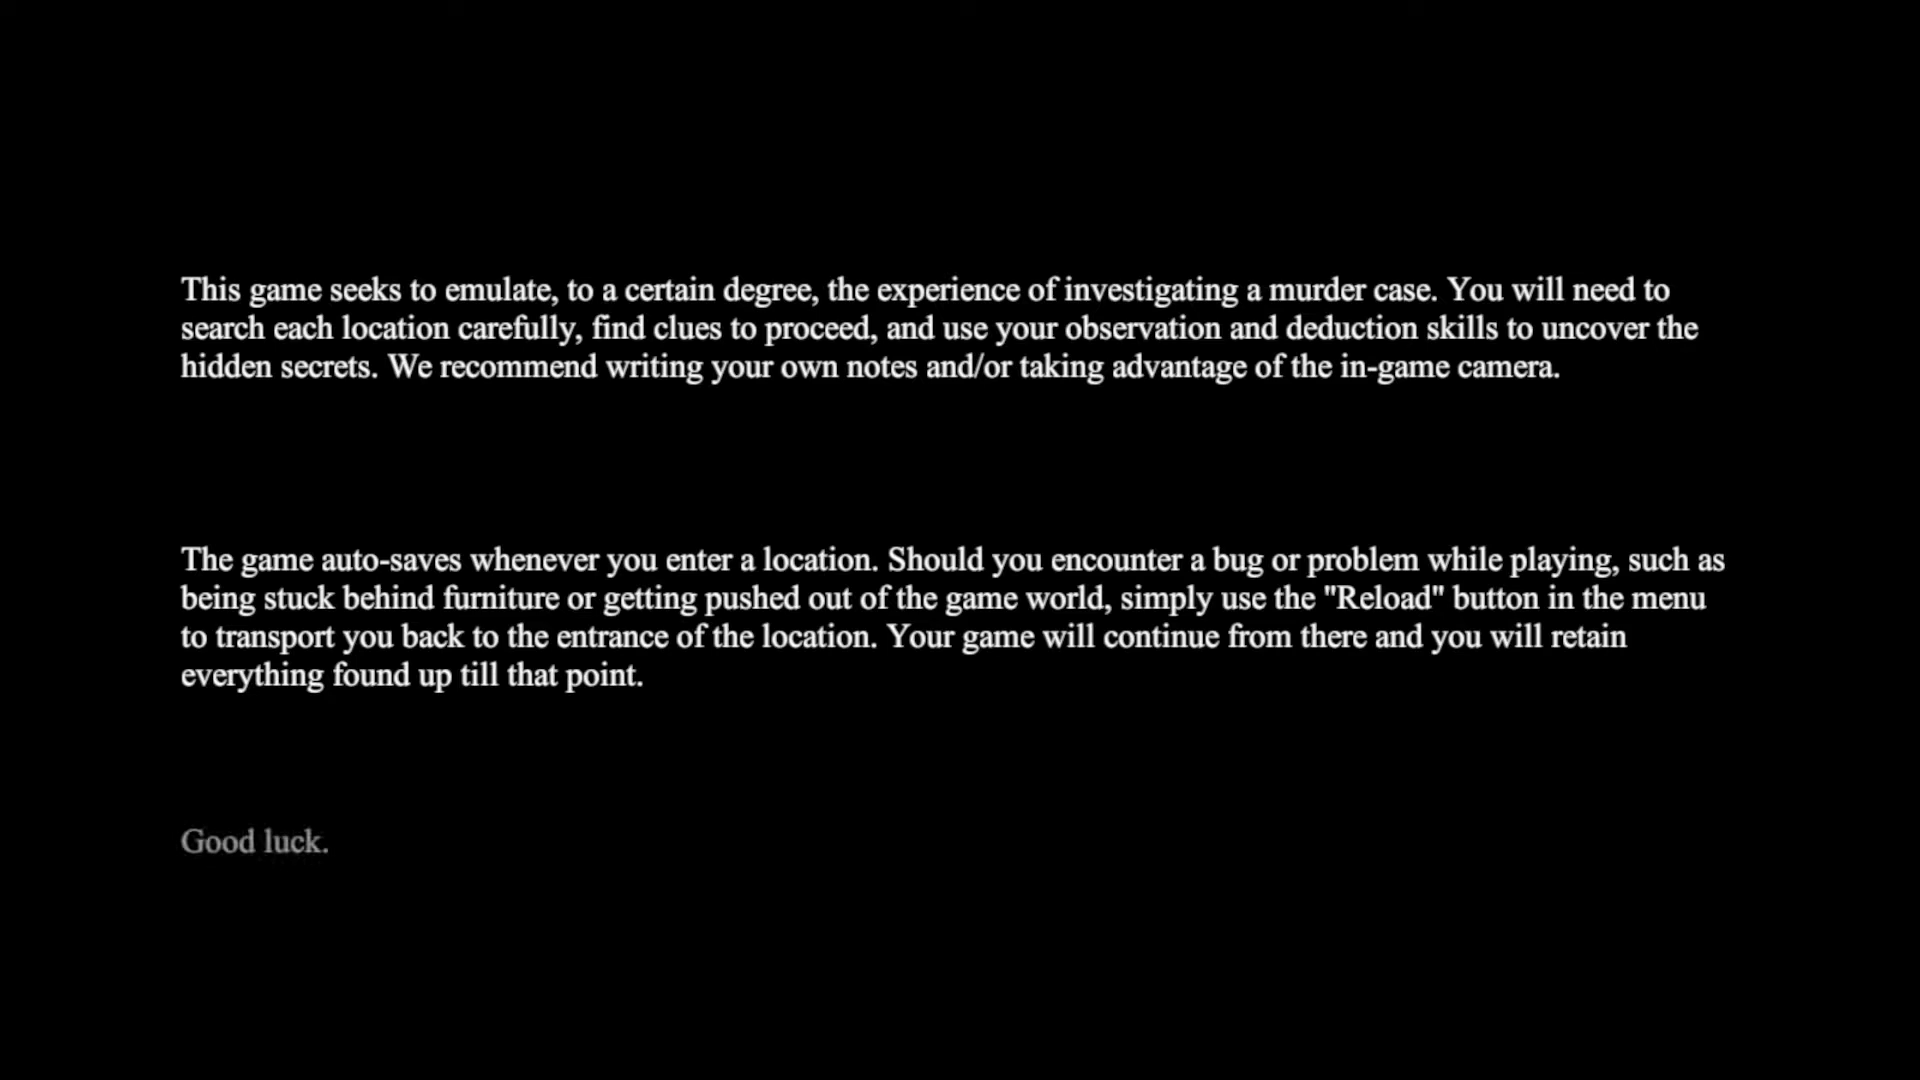 This game seeks to emulate, to a certain degree, the experience of investigating a murder case. You will need to
search each location carefully, find clues to proceed, and use your observation and deduction skills to uncover the
hidden secrets. We recommend writing your own notes and/or taking advantage of the in-game camera.
The game auto-saves whenever you enter a location. Should you encounter a bug or problem while playing, such as
being stuck behind furniture or getting pushed out of the game world, simply use the "Reload" button in the menu
to transport you back to the entrance of the location. Your game will continue from there and you will retain
everything found up till that point.
Good luck.